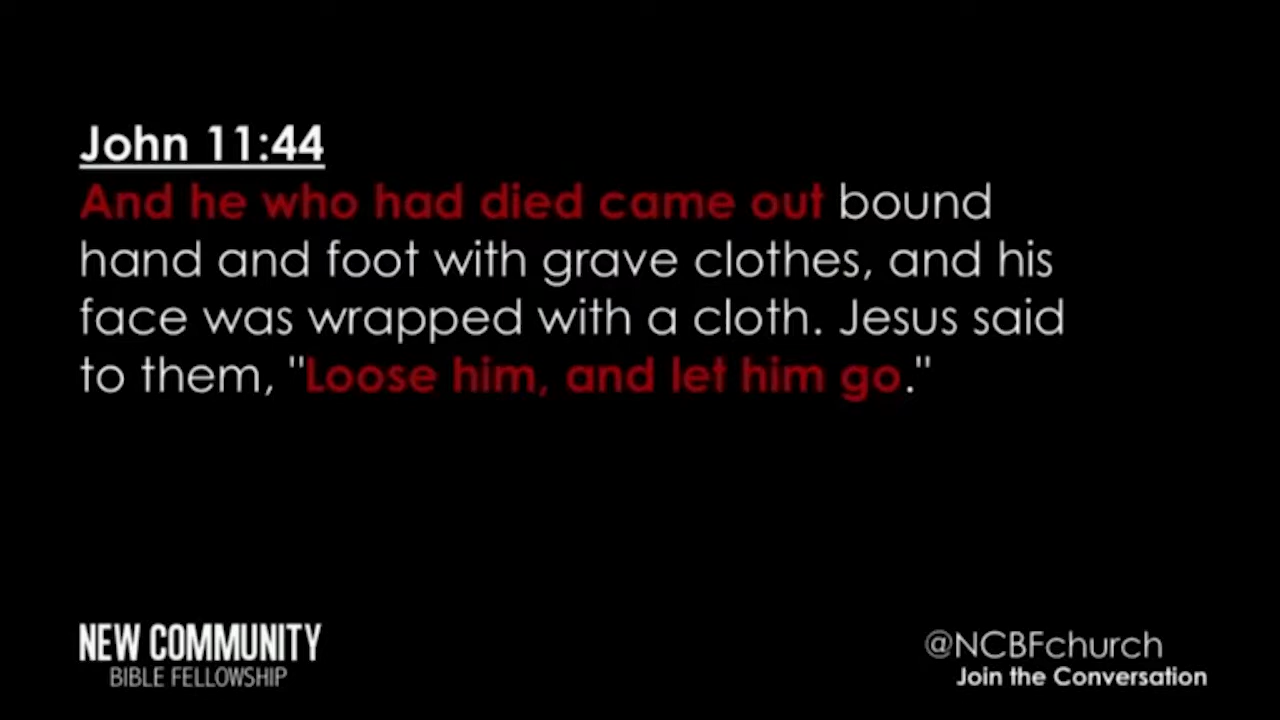 John 11:44
And he who had died came out bound
hand and foot with grave clothes, and his
face was wrapped with a cloth. Jesus said
to them, "Loose him, and let him go."
NEW COMMUNITY
BIBLE FELLOWSHIP
@NCBFchurch
Join the Conversation